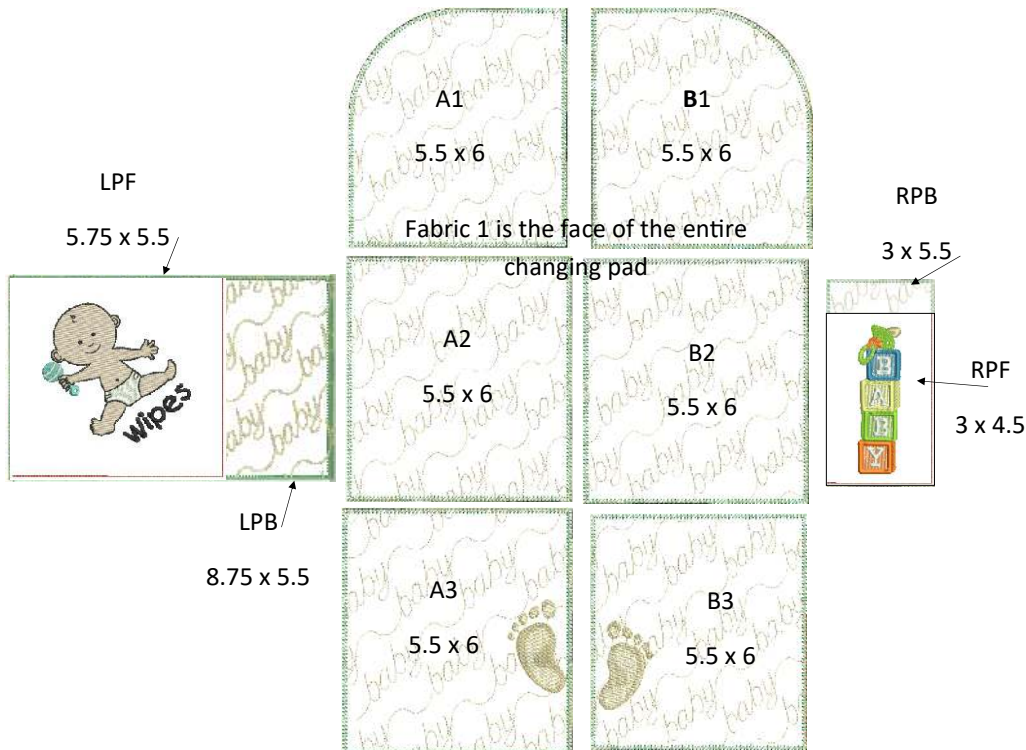 A1
5.5 x 6
B1
5.5 x 6
LPF
5.75 x 5.5
Fabric 1 is the face of the entire
changing pad
RPB
3 x 5.5
wipes
baby
A2
5.5 x 6
B2
5.5 x 6
B
A
B
Y
RPF
3 x 4.5
LPB
8.75 x 5.5
A3
5.5 x 6
B3
5.5 x 6